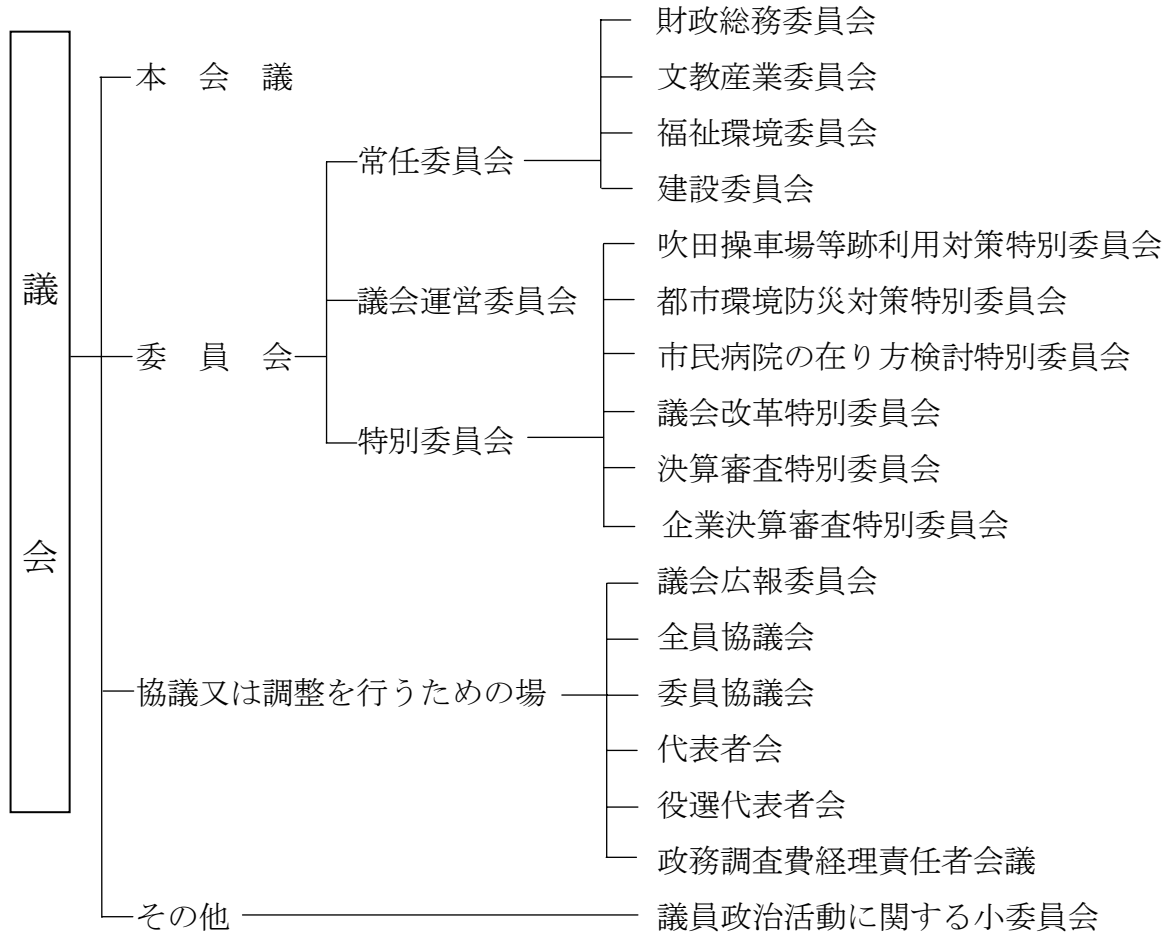 議会
本会議
委員会
常任委員会
財政総務委員会
文教産業委員会
福祉環境委員会
建設委員会
議会運営委員会
特別委員会
吹田操車場等跡利用対策特別委員会
都市環境防災対策特別委員会
市民病院の在り方検討特別委員会
議会改革特別委員会
決算審査特別委員会
企業決算審査特別委員会
協議又は調整を行うための場
議会広報委員会
全員協議会
委員協議会
代表者会
役選代表者会
政務調査費経理責任者会議
その他
議員政治活動に関する小委員会